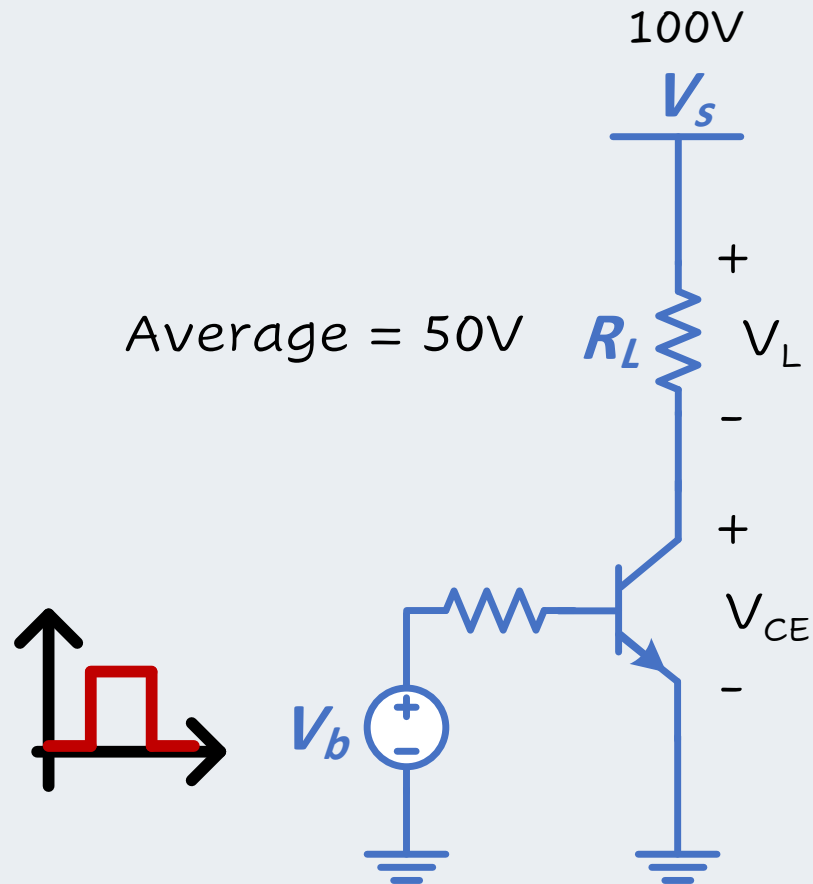 100V
Vs
+
Average = 50V
RL
VL
-
+
VCE
-
Vb
+
-